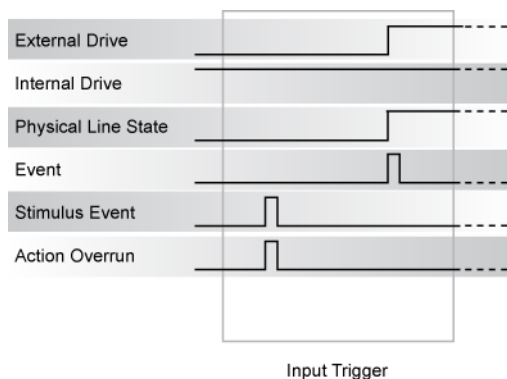 External Drive
Internal Drive
Physical Line State
Event
Stimulus Event
Action Overrun
Input Trigger